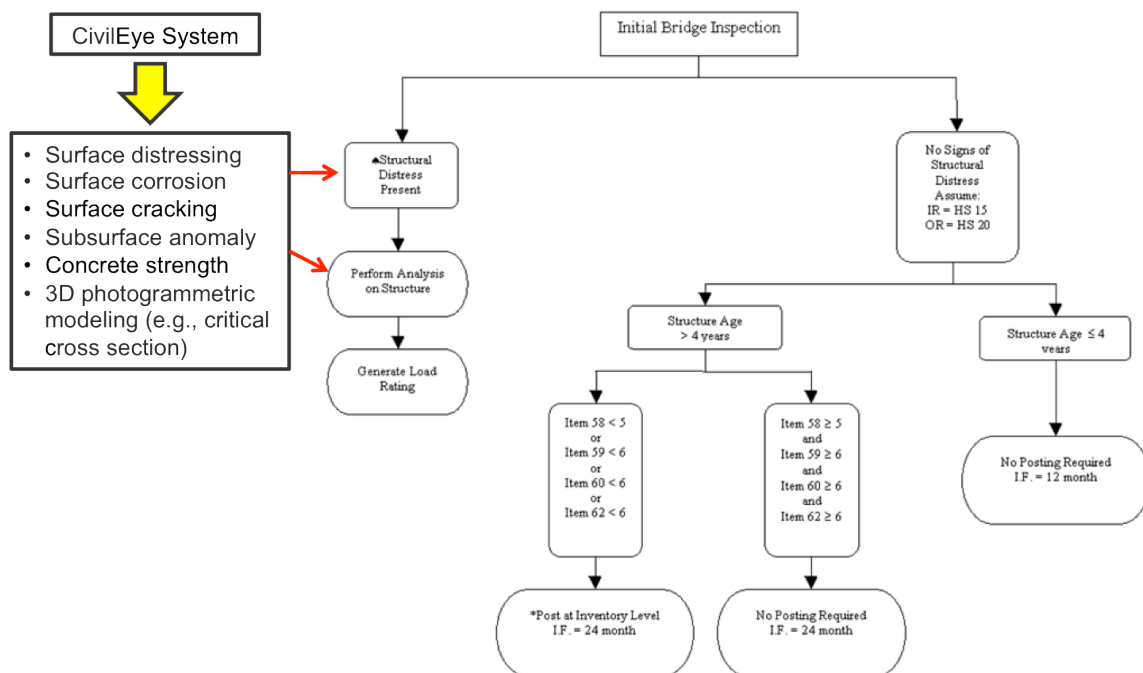 CivilEye System
• Surface distressing
• Surface corrosion
• Surface cracking
• Subsurface anomaly
• Concrete strength
• 3D photogrammetric
modeling (e.g., critical
cross section)
Initial Bridge Inspection
♠Structural
Distress
Present
Perform Analysis
on Structure
Generate Load
Rating
No Signs of
Structural
Distress
Assume:
IR = HS 15
OR = HS 20
Structure Age
> 4 years
Structure Age ≤ 4
years
Item 58 < 5
or
Item 59 < 6
or
Item 60 < 6
or
Item 62 < 6
Item 58 ≥ 5
and
Item 59 ≥ 6
and
Item 60 ≥ 6
and
Item 62 ≥ 6
No Posting Required
I.F. = 12 month
*Post at Inventory Level
I.F. = 24 month
No Posting Required
I.F. = 24 month